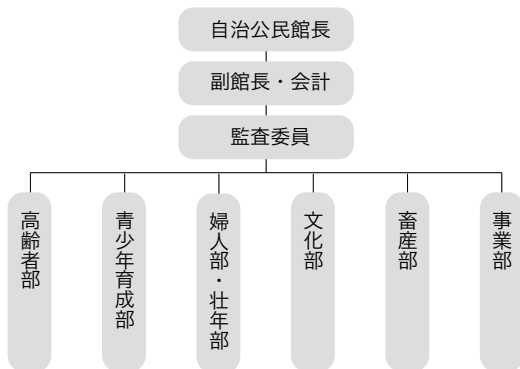 自治公民館長
副館長・会計
監査委員
高齢者部
青少年育成部
婦人部・壮年部
文化部
畜産部
事業部